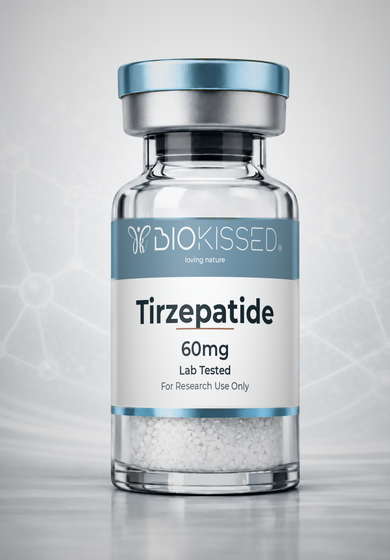 BIOKISSED®
loving nature
Tirzepatide
60mg
Lab Tested
For Research Use Only